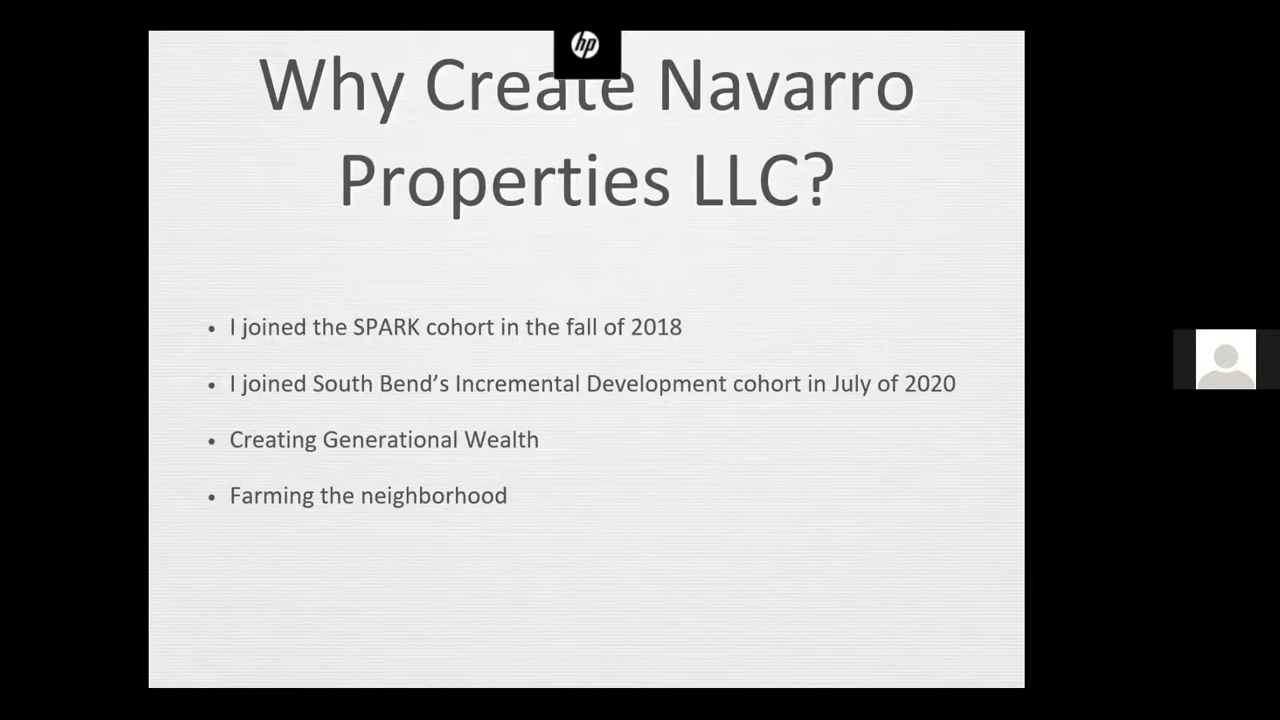 hp
Why Create Navarro
Properties LLC?
• I joined the SPARK cohort in the fall of 2018
• I joined South Bend’s Incremental Development cohort in July of 2020
• Creating Generational Wealth
• Farming the neighborhood